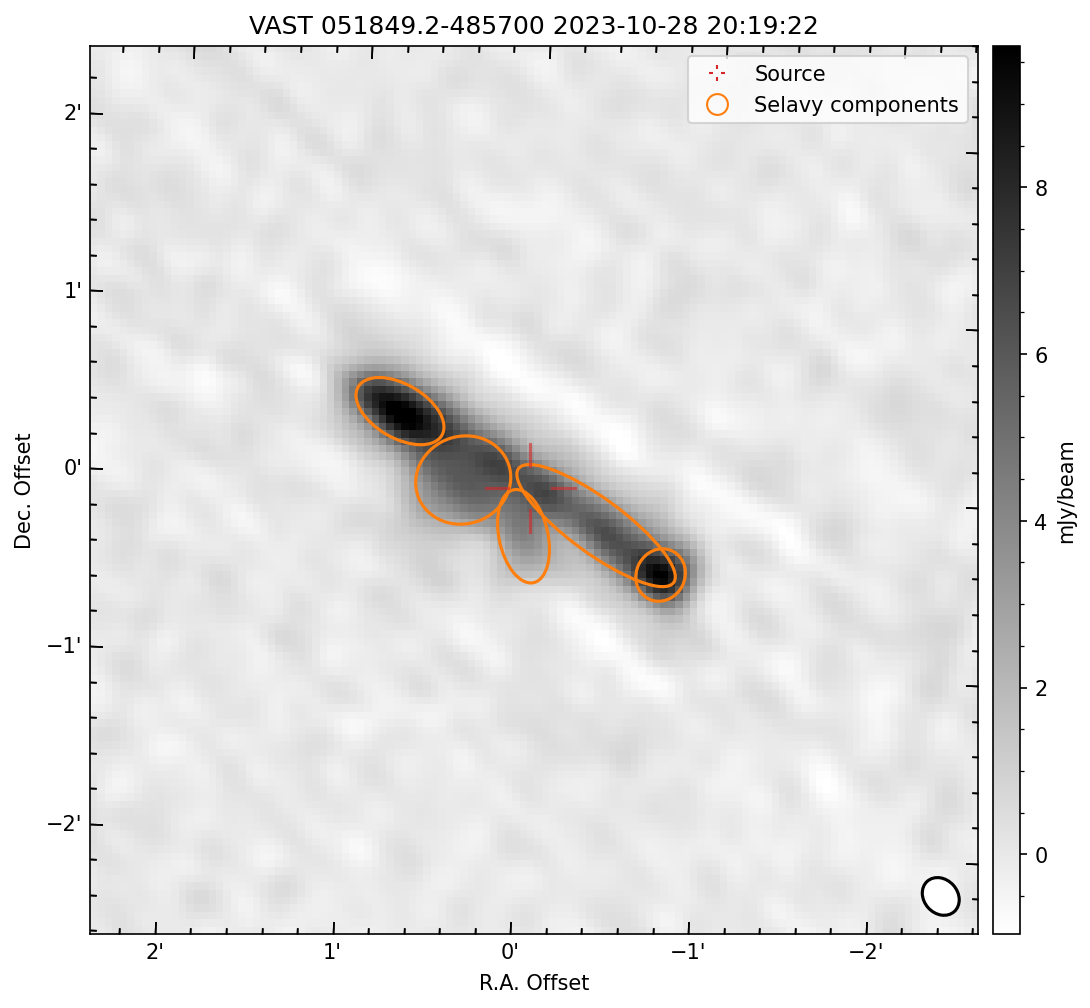 VAST 051849.2-485700 2023-10-28 20:19:22
Source
Selavy components
2'
1'
0'
−1'
−2'
Dec. Offset
2'
1'
0'
−1'
−2'
R.A. Offset
8
6
4
2
0
mJy/beam